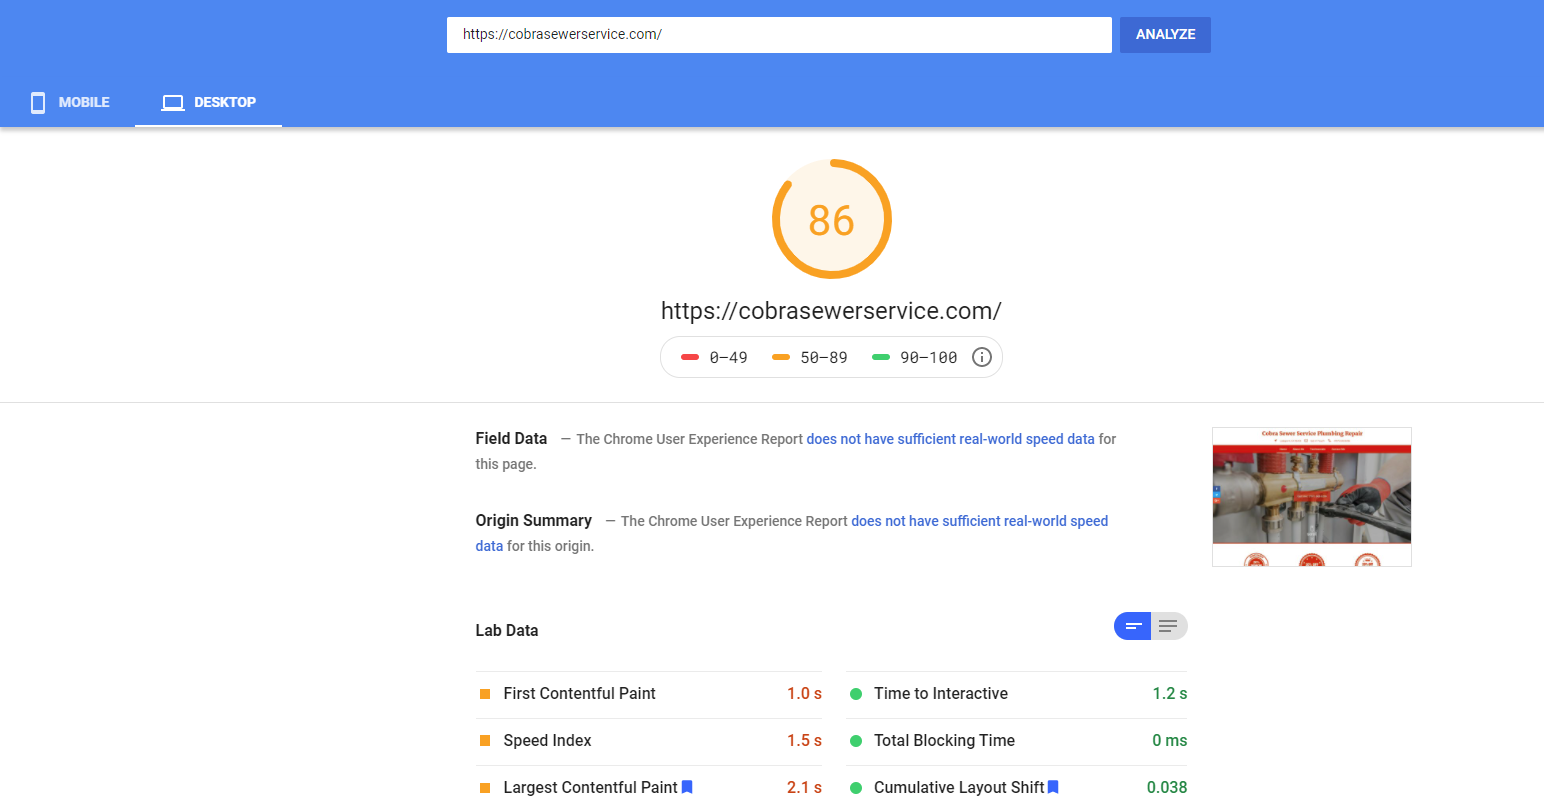 https://cobrasewerservice.com/
ANALYZE
MOBILE
DESKTOP
86
https://cobrasewerservice.com/
0–49
50–89
90–100
Field Data — The Chrome User Experience Report does not have sufficient real-world speed data for
this page.
Cobra Sewer Service Plumbing Repair
Origin Summary — The Chrome User Experience Report does not have sufficient real-world speed
data for this origin.
Lab Data
First Contentful Paint 1.0 s
Time to Interactive 1.2 s
Speed Index 1.5 s
Total Blocking Time 0 ms
Largest Contentful Paint 2.1 s
Cumulative Layout Shift 0.038